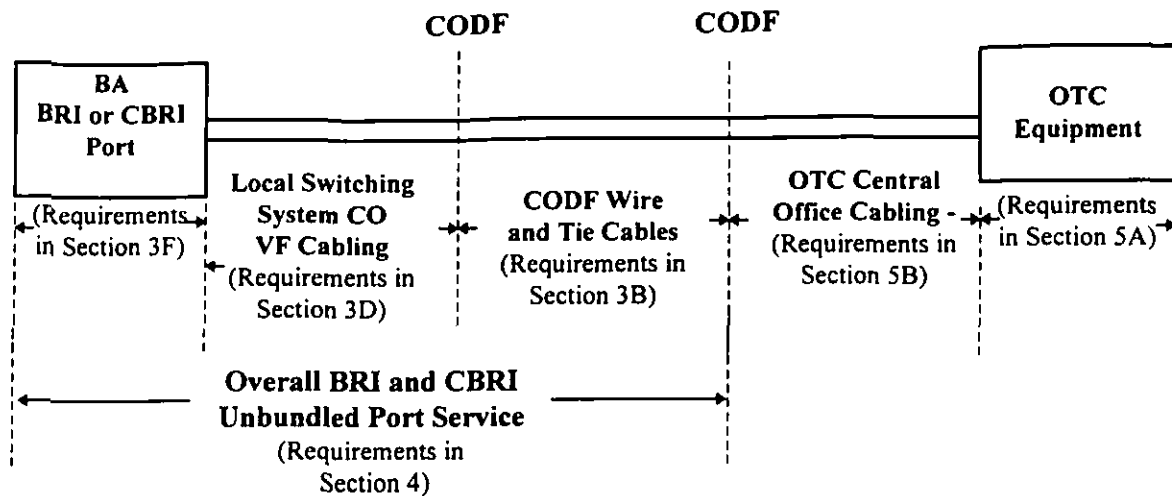 CODF
CODF
BA
BRI or CBRI
Port
OTC
Equipment
(Requirements
in Section 3F)
Local Switching
System CO
VF Cabling
(Requirements in
Section 3D)
CODF Wire
and Tie Cables
(Requirements in
Section 3B)
OTC Central
Office Cabling -
(Requirements in
Section 5B)
(Requirements
in Section 5A)
Overall BRI and CBRI
Unbundled Port Service
(Requirements in
Section 4)